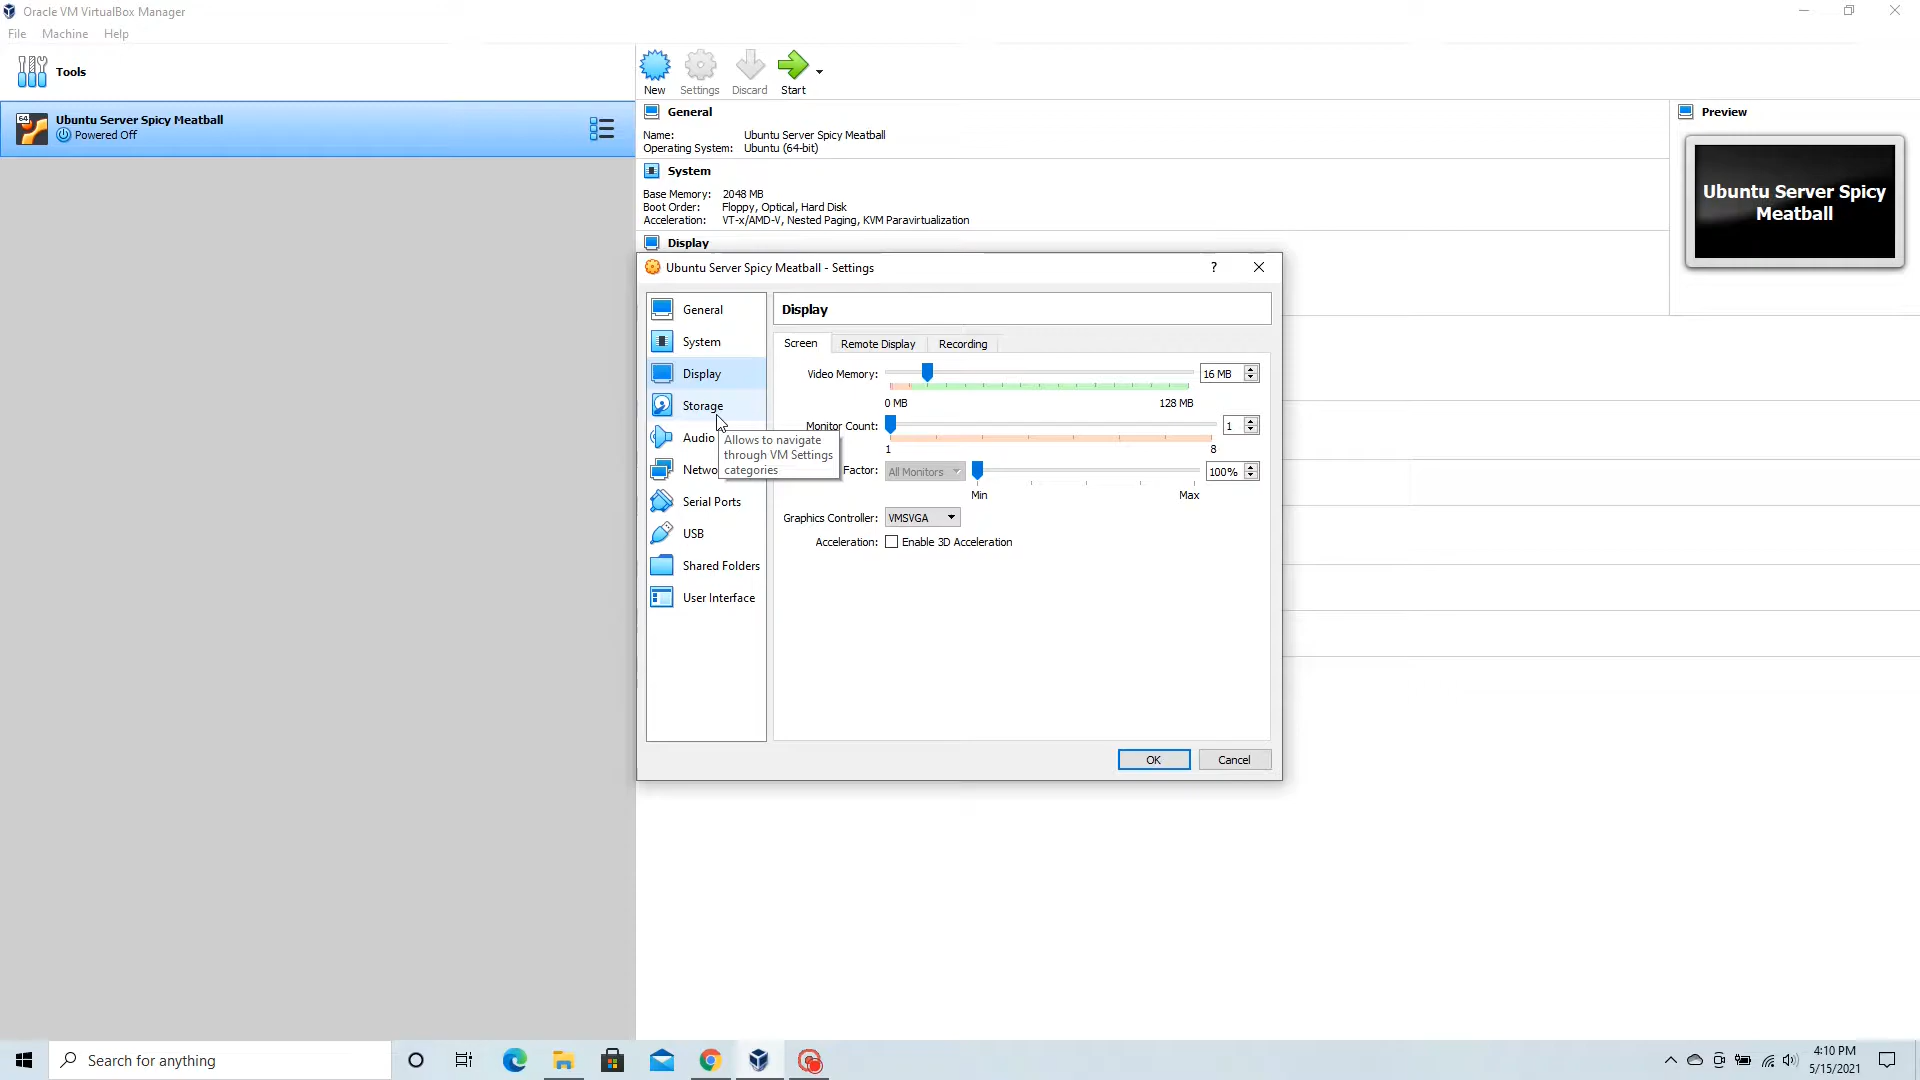 Oracle VM VirtualBox Manager
File Machine Help
Tools
64
Ubuntu Server Spicy Meatball
Powered Off
New Settings Discard Start
General
Name: Ubuntu Server Spicy Meatball
Operating System: Ubuntu (64-bit)
System
Base Memory: 2048 MB
Boot Order: Floppy, Optical, Hard Disk
Acceleration: VT-x/AMD-V, Nested Paging, KVM Paravirtualization
Display
Preview
Ubuntu Server Spicy
Meatball
Ubuntu Server Spicy Meatball - Settings
?
General
System
Display
Storage
Audio
Netwo
Serial Ports
USB
Shared Folders
User Interface
Allows to navigate
through VM Settings
categories
Display
Screen Remote Display Recording
Video Memory: 16 MB
0 MB 128 MB
Monitor Count: 1
1 8
Factor: All Monitors 100%
Min Max
Graphics Controller: VMSVGA
Acceleration: Enable 3D Acceleration
OK Cancel
Search for anything
4:10 PM
5/15/2021